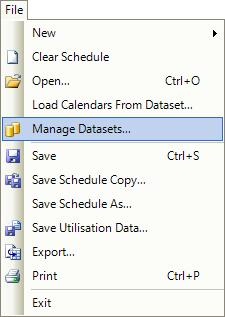 File
New
Clear Schedule
Open... Ctrl+O
Load Calendars From Dataset...
Manage Datasets...
Save Ctrl+S
Save Schedule Copy...
Save Schedule As...
Save Utilisation Data...
Export...
Print Ctrl+P
Exit